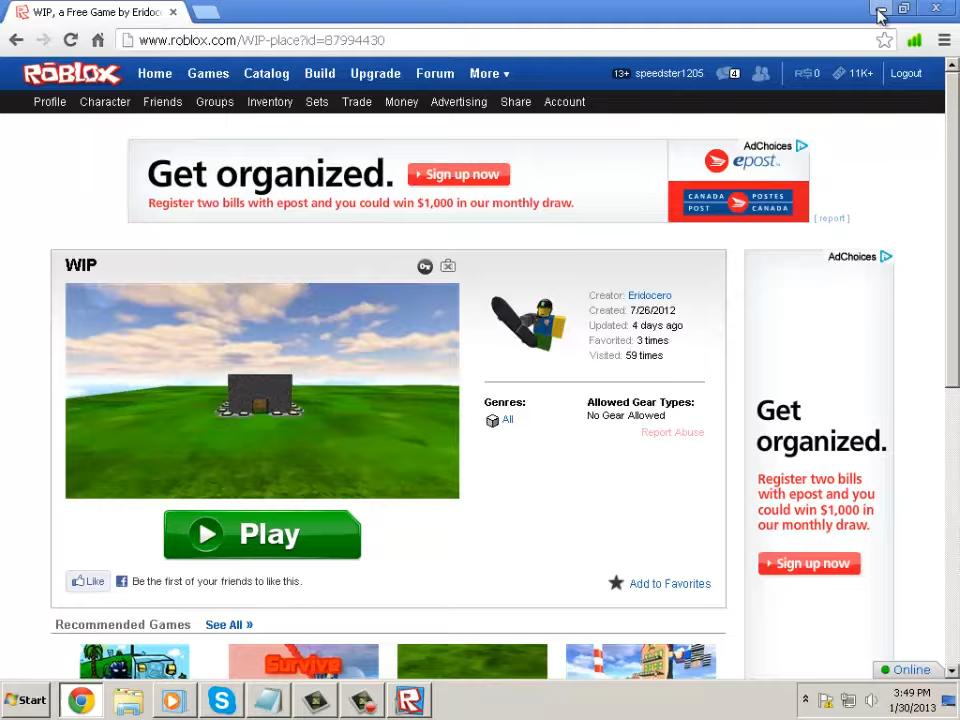 WIP, a Free Game by Eridoce
www.roblox.com/WIP-place?id=87994430
ROBLOX Home Games Catalog Build Upgrade Forum More ▾ 13+ speedster1205 4 R$ 0 11K+ Logout
Profile Character Friends Groups Inventory Sets Trade Money Advertising Share Account
AdChoices
Get organized. Sign up now
Register two bills with epost and you could win $1,000 in our monthly draw.
epost™
CANADA POST POSTES CANADA
[ report ]
WIP
AdChoices
Creator: Eridocero
Created: 7/26/2012
Updated: 4 days ago
Favorited: 3 times
Visited: 59 times
Genres:
All
Allowed Gear Types:
No Gear Allowed
Report Abuse
Play
Like Be the first of your friends to like this.
Add to Favorites
Get
organized.
Register two bills
with epost and you
could win $1,000 in
our monthly draw.
Sign up now
Recommended Games See All »
Survive
Online
Start
3:49 PM
1/30/2013